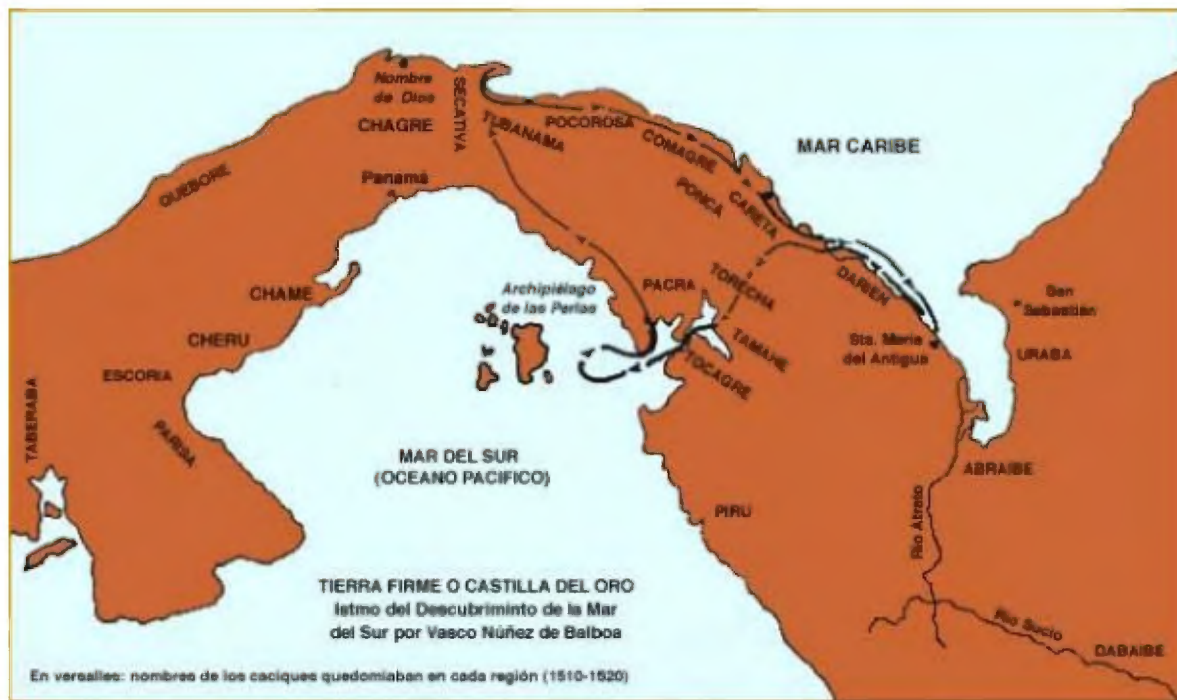 Nombre
de Dios
CHAGRE
SECATIVA
TUBANAMA
POCOROSA
COMAGRE
PONCA
CARETA
MAR CARIBE
QUEBORE
Panamá
CHAME
CHERU
ESCORIA
PARISA
TABERABA
Archipiélago
de las Perlas
PACRA
TORECHA
TAMAHE
TOCAGRE
DARIEN
Sta. Maria
del Antigua
San
Sebastián
URABA
ABRAIBE
Río Atrato
Río Sucio
DABAIBE
PIRU
MAR DEL SUR
(OCEANO PACIFICO)
TIERRA FIRME O CASTILLA DEL ORO
Istmo del Descubriminto de la Mar
del Sur por Vasco Núñez de Balboa
En versalles: nombres de los caciques quedomiaban en cada región (1510-1520)